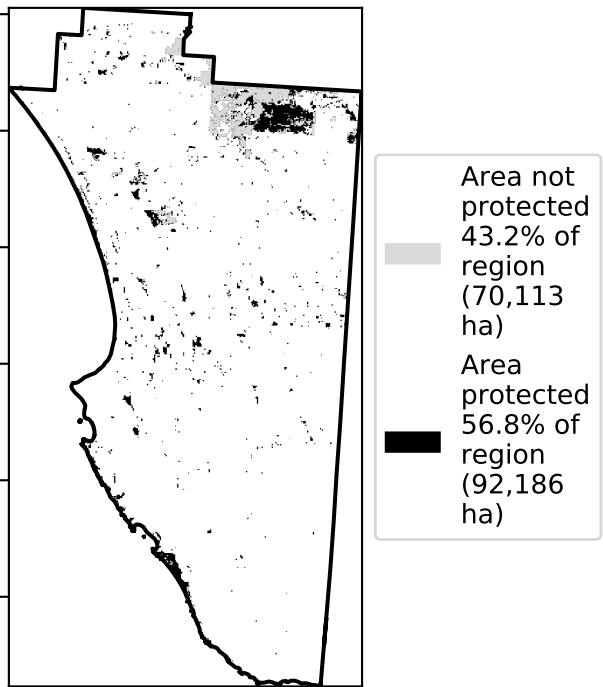 Area not
protected
43.2% of
region
(70,113
ha)
Area
protected
56.8% of
region
(92,186
ha)